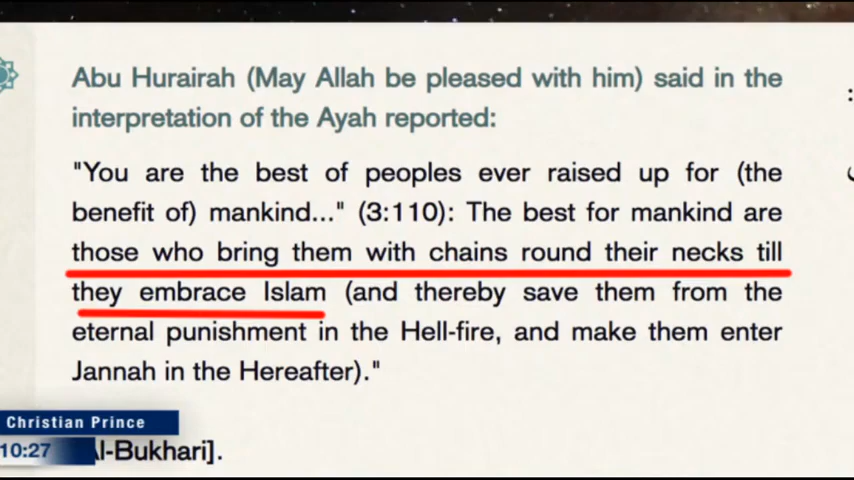 Abu Hurairah (May Allah be pleased with him) said in the
interpretation of the Ayah reported:
"You are the best of peoples ever raised up for (the
benefit of) mankind..." (3:110): The best for mankind are
those who bring them with chains round their necks till
they embrace Islam (and thereby save them from the
eternal punishment in the Hell-fire, and make them enter
Jannah in the Hereafter)."
Christian Prince
10:27
l-Bukhari].